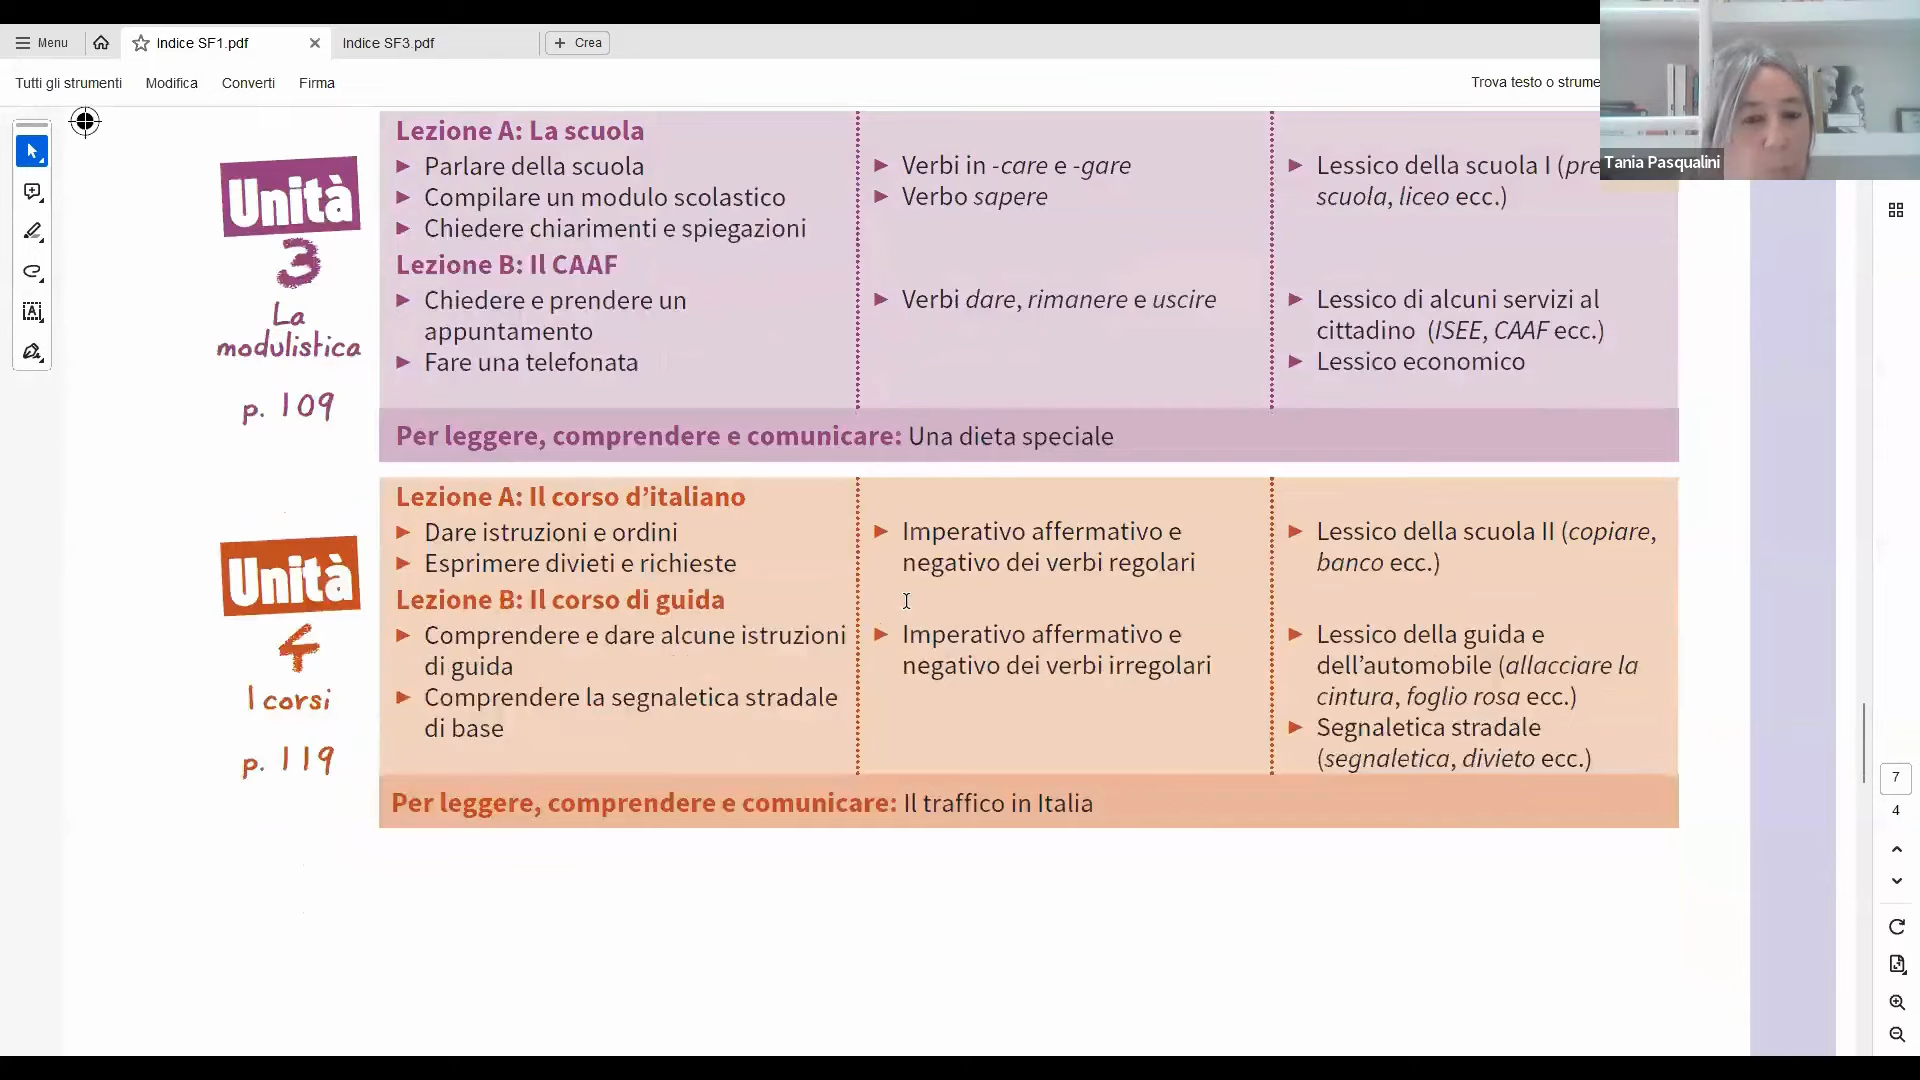 Menu
Indice SF1.pdf
Indice SF3.pdf
Crea
Tutti gli strumenti
Modifica
Converti
Firma
Trova testo o strume
Tania Pasqualini
Unità
3
La
modulistica
p. 109
Lezione A: La scuola
Parlare della scuola
Compilare un modulo scolastico
Chiedere chiarimenti e spiegazioni
Verbi in -care e -gare
Verbo sapere
Lessico della scuola I (pre
scuola, liceo ecc.)
Lezione B: Il CAAF
Chiedere e prendere un
appuntamento
Fare una telefonata
Verbi dare, rimanere e uscire
Lessico di alcuni servizi al
cittadino (ISEE, CAAF ecc.)
Lessico economico
Per leggere, comprendere e comunicare: Una dieta speciale
Unità
4
I corsi
p. 119
Lezione A: Il corso d’italiano
Dare istruzioni e ordini
Esprimere divieti e richieste
Imperativo affermativo e
negativo dei verbi regolari
Lessico della scuola II (copiare,
banco ecc.)
Lezione B: Il corso di guida
Comprendere e dare alcune istruzioni
di guida
Comprendere la segnaletica stradale
di base
Imperativo affermativo e
negativo dei verbi irregolari
Lessico della guida e
dell’automobile (allacciare la
cintura, foglio rosa ecc.)
Segnaletica stradale
(segnaletica, divieto ecc.)
Per leggere, comprendere e comunicare: Il traffico in Italia
7
4